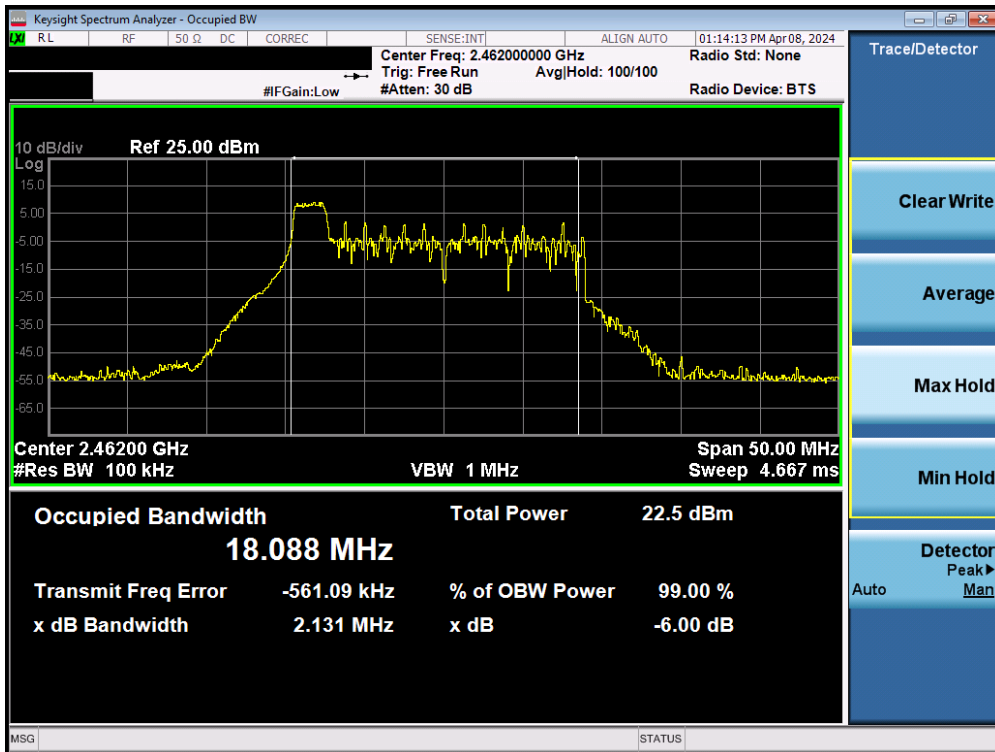 Keysight Spectrum Analyzer - Occupied BW
LXI RL RF 50 Ω DC CORREC SENSE:INT ALIGN AUTO 01:14:13 PM Apr 08, 2024
Center Freq: 2.462000000 GHz Radio Std: None
Trig: Free Run Avg|Hold: 100/100
#IFGain:Low #Atten: 30 dB Radio Device: BTS
10 dB/div Ref 25.00 dBm
Log
15.0
5.00
-5.00
-15.0
-25.0
-35.0
-45.0
-55.0
-65.0
Center 2.46200 GHz Span 50.00 MHz
#Res BW 100 kHz VBW 1 MHz Sweep 4.667 ms
Occupied Bandwidth Total Power 22.5 dBm
18.088 MHz
Transmit Freq Error -561.09 kHz % of OBW Power 99.00 %
x dB Bandwidth 2.131 MHz x dB -6.00 dB
MSG STATUS
Trace/Detector
Clear Write
Average
Max Hold
Min Hold
Detector
Peak▶
Auto Man